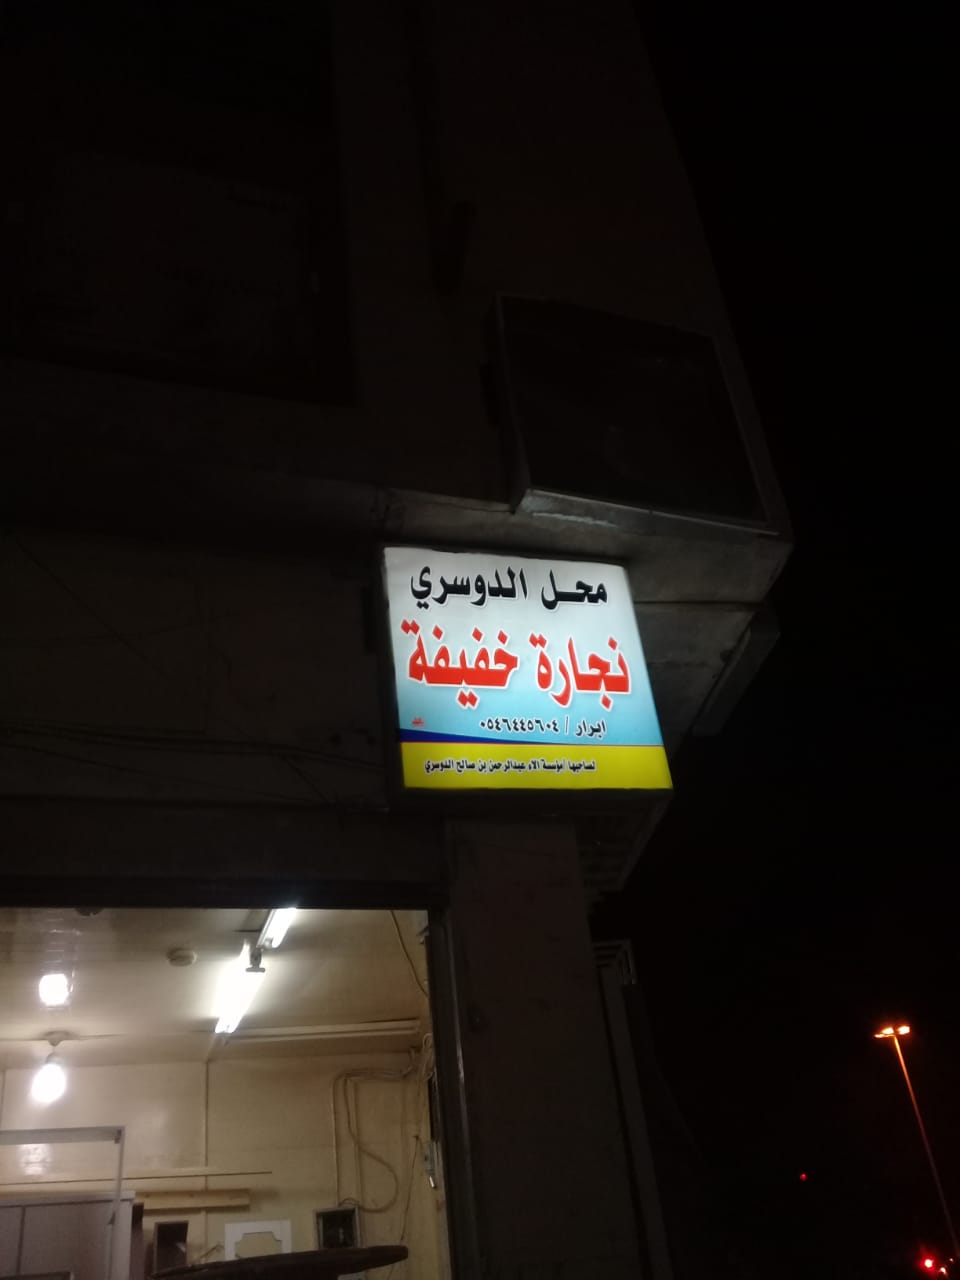 محل الدوسري
نجارة خفيفة
ابرار / ٠٥٤٦٤٤٥٦٠٤
لصاحبها / مؤسسة الاء عبدالرحمن بن صالح الدوسري